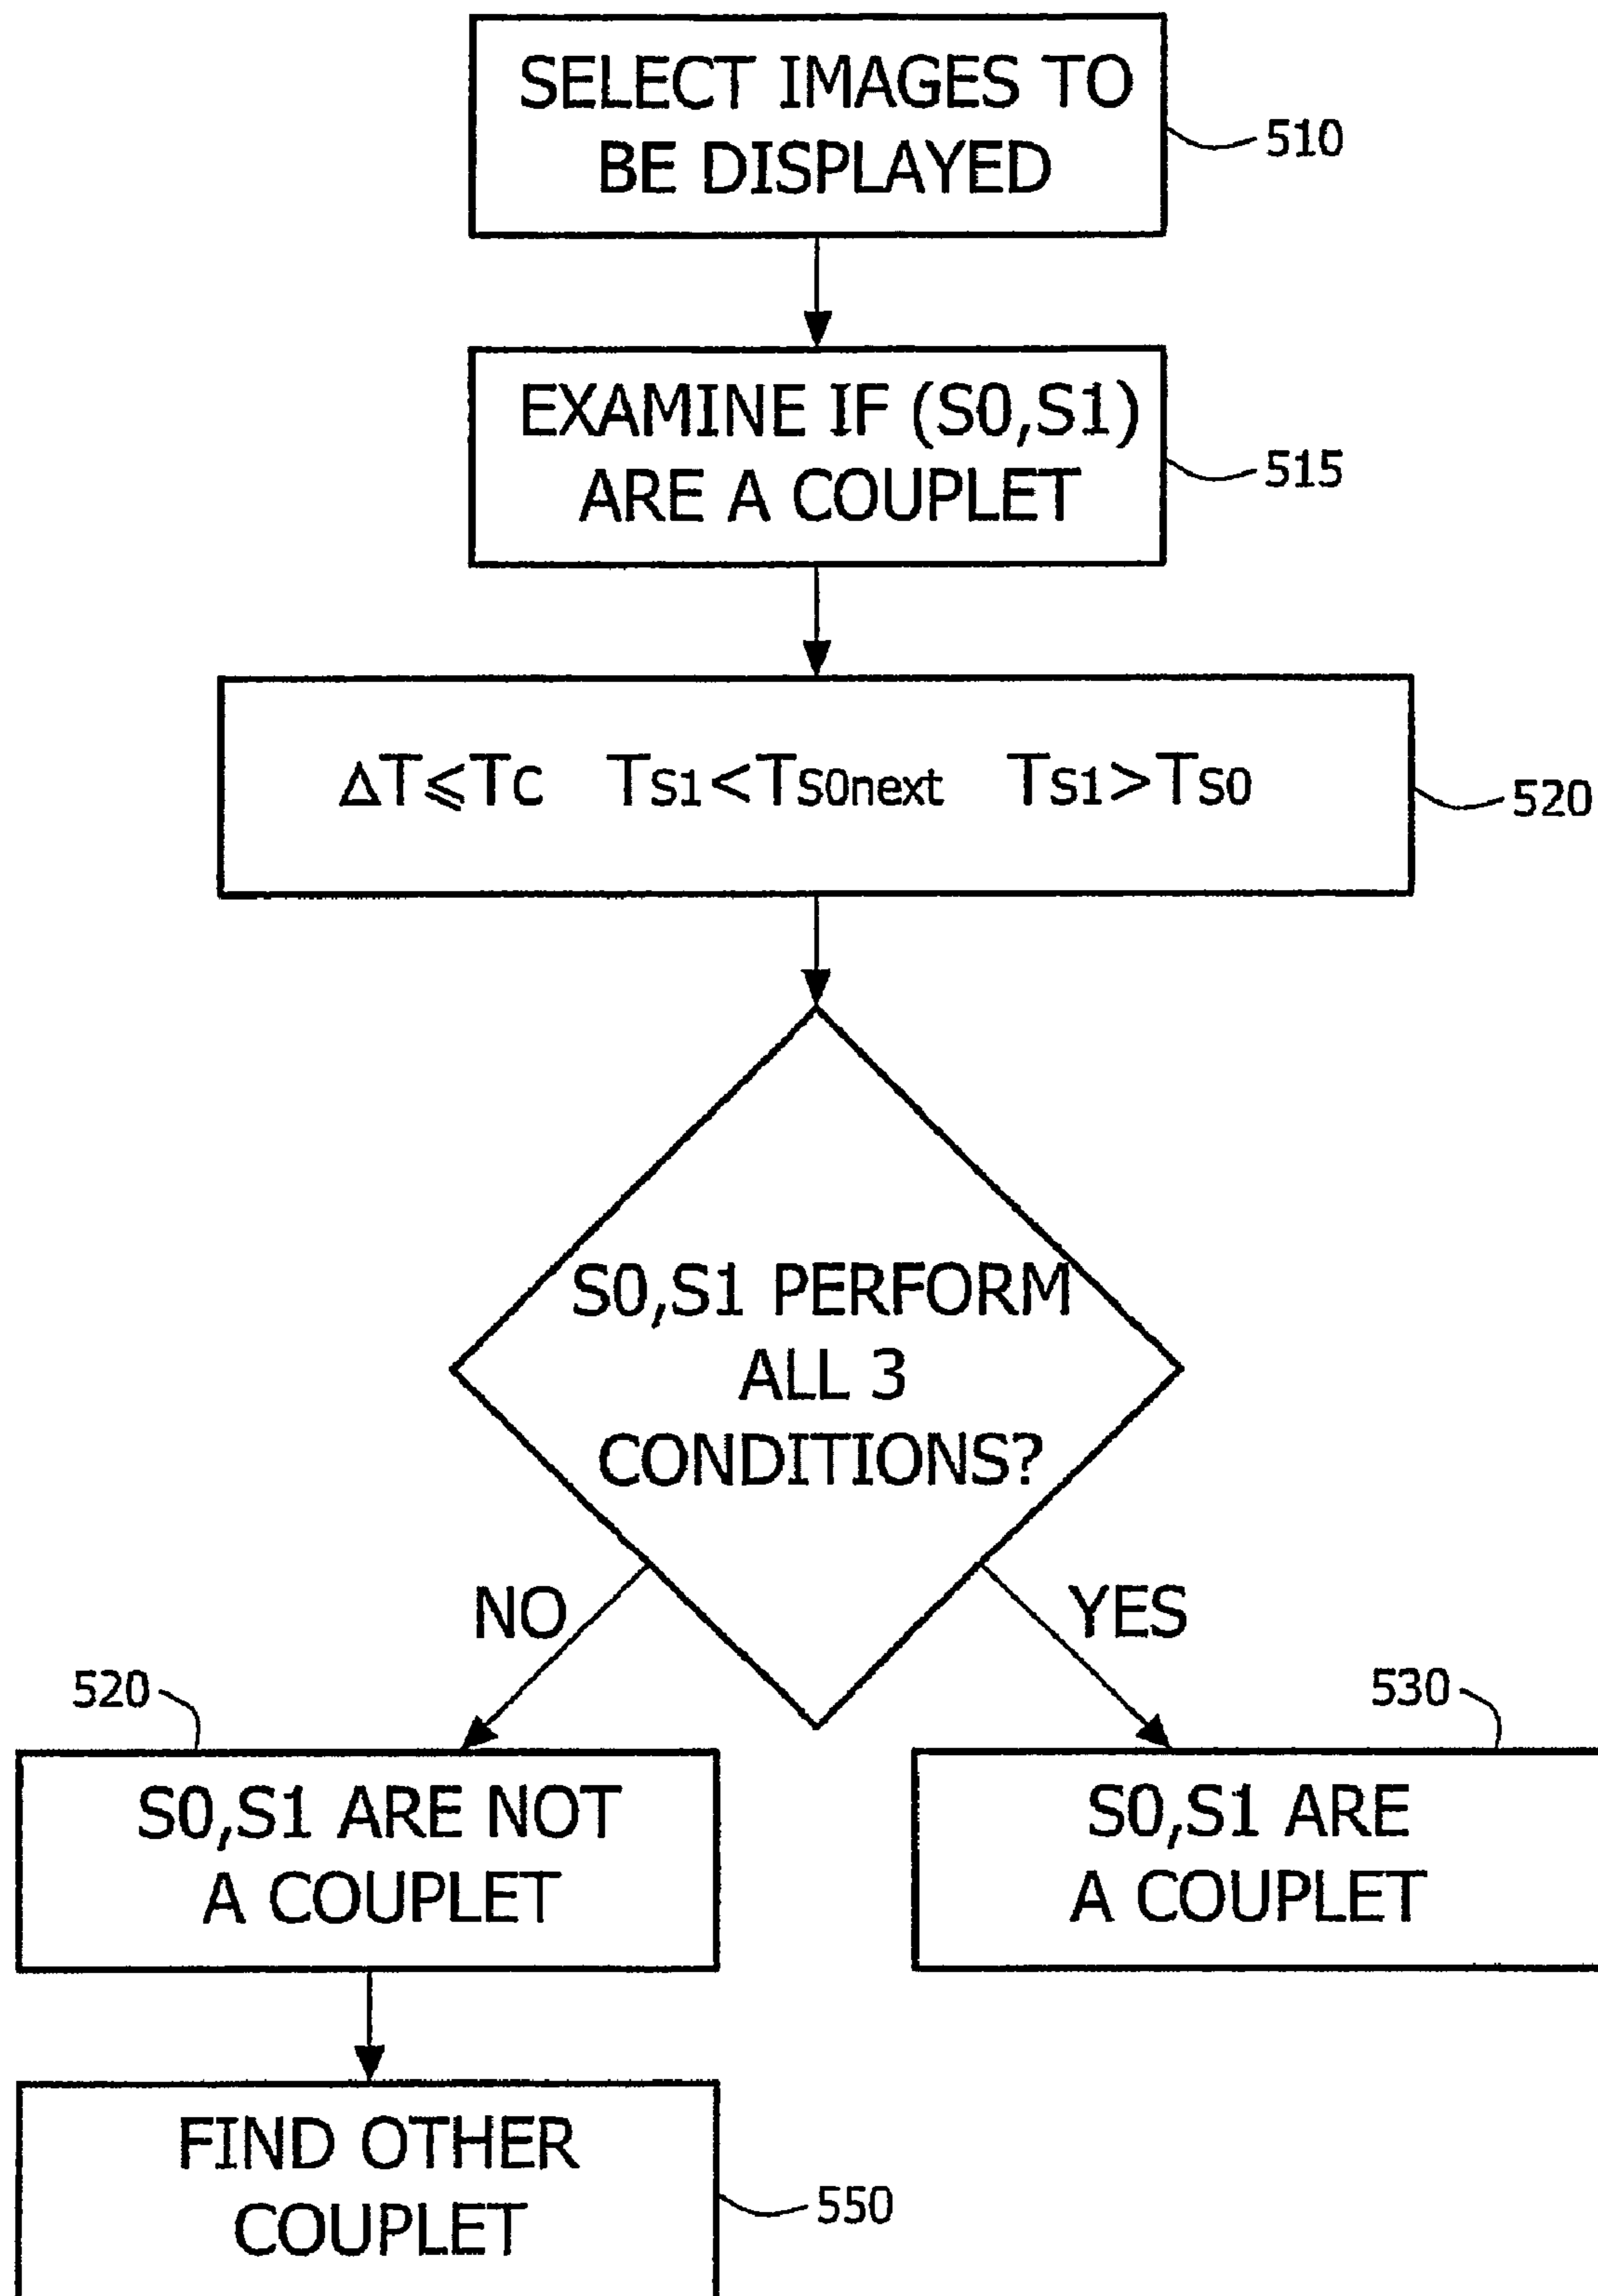 SELECT IMAGES TO
BE DISPLAYED
510
EXAMINE IF (S0,S1)
ARE A COUPLET
515
ΔT⩽TC TS1<TS0next TS1>TS0
520
S0,S1 PERFORM
ALL 3
CONDITIONS?
NO
YES
520
530
S0,S1 ARE NOT
A COUPLET
S0,S1 ARE
A COUPLET
FIND OTHER
COUPLET
550